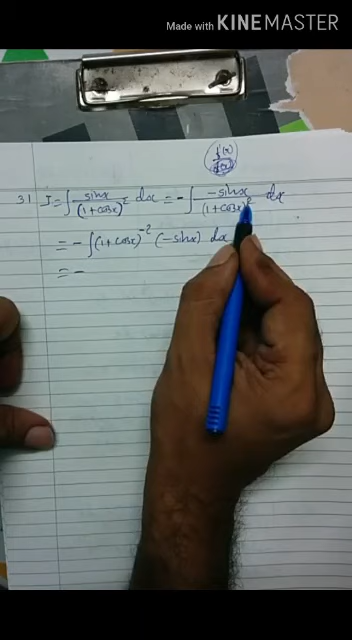 Made with KINEMASTER
f'(x)
f(x)
31 I = ∫ sinx/(1+cosx)² dx = -∫ -sinx/(1+cosx)² dx
= - ∫(1+cosx)⁻² (-sinx) dx
= -